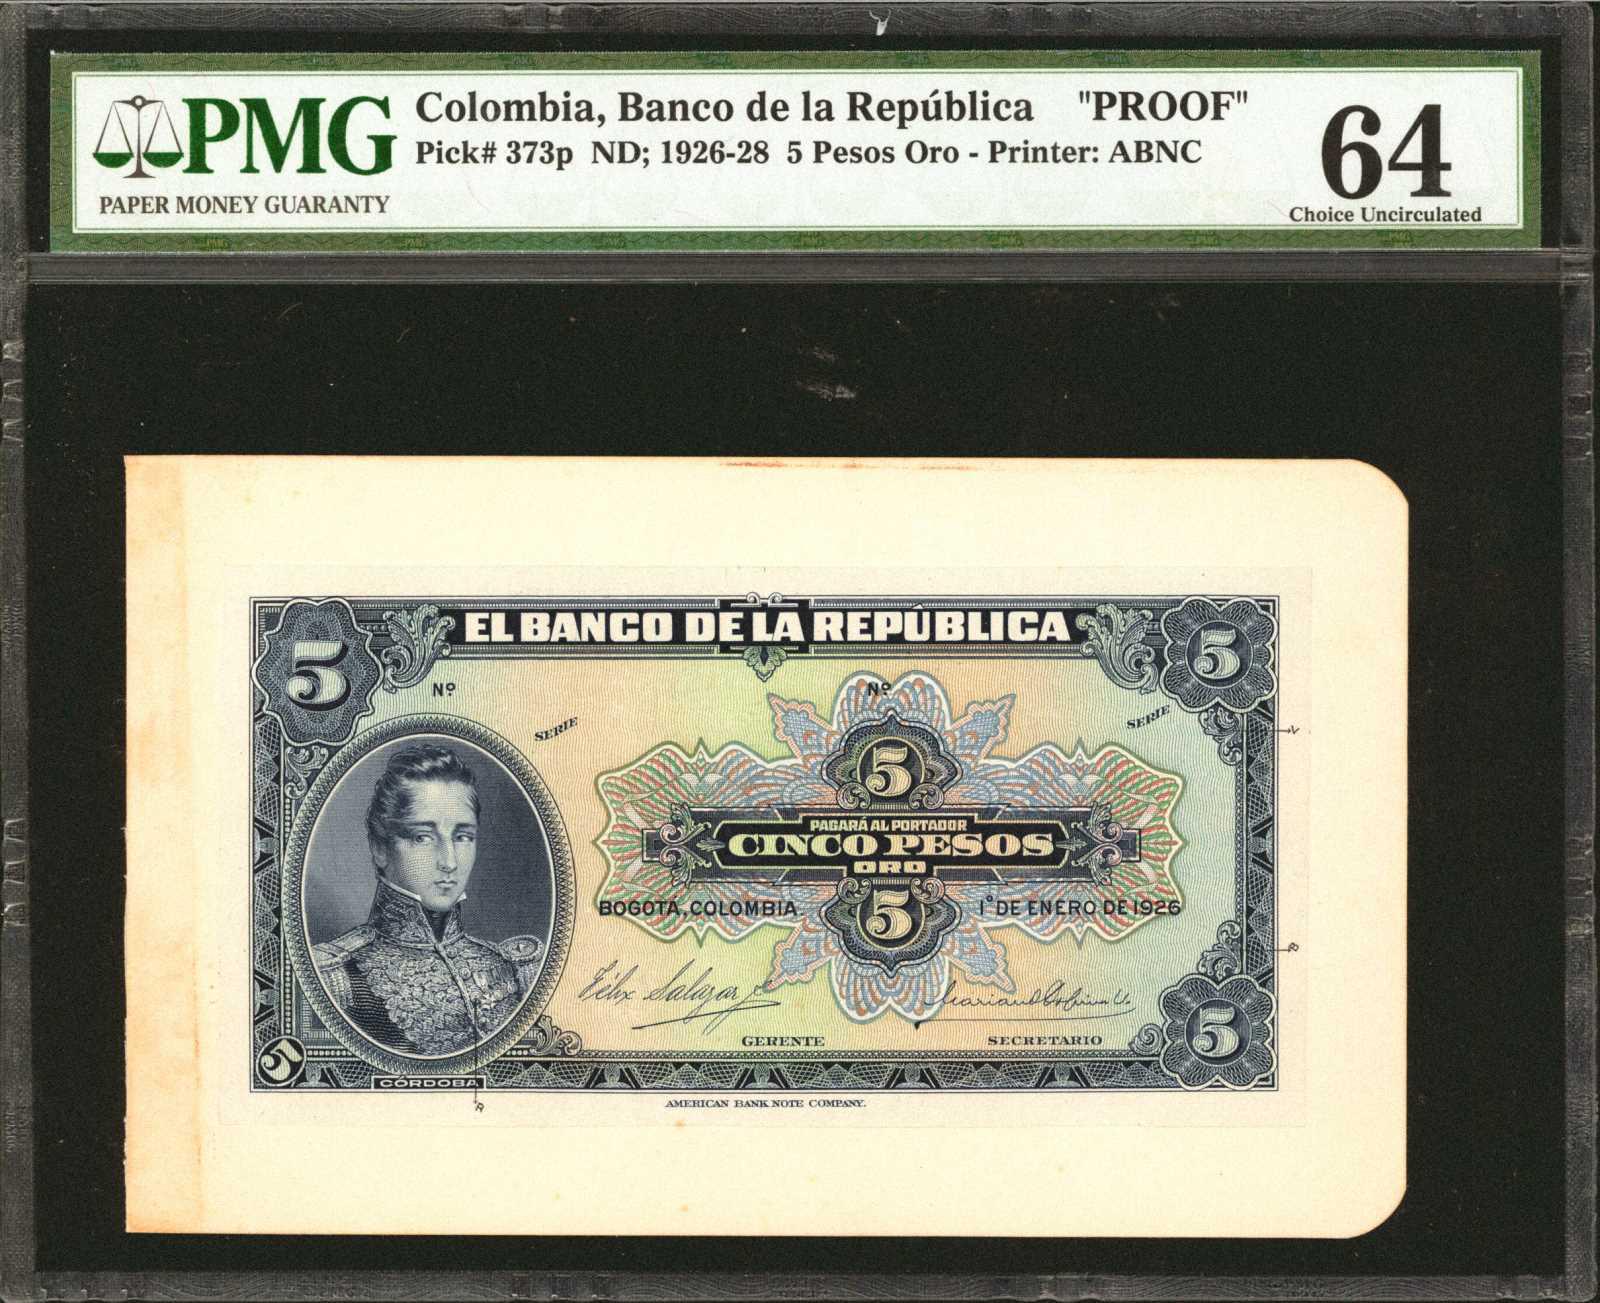 PMG
PAPER MONEY GUARANTY
Colombia, Banco de la República "PROOF"
Pick# 373p ND; 1926-28 5 Pesos Oro - Printer: ABNC
64
Choice Uncirculated
5 EL BANCO DE LA REPÚBLICA 5
Nº Nº
SERIE SERIE
5
PAGARÁ AL PORTADOR
CINCO PESOS
ORO
BOGOTA, COLOMBIA. 5 1º DE ENERO DE 1926
Félix Salazar J.
GERENTE SECRETARIO
5 CÓRDOBA 5
AMERICAN BANK NOTE COMPANY.